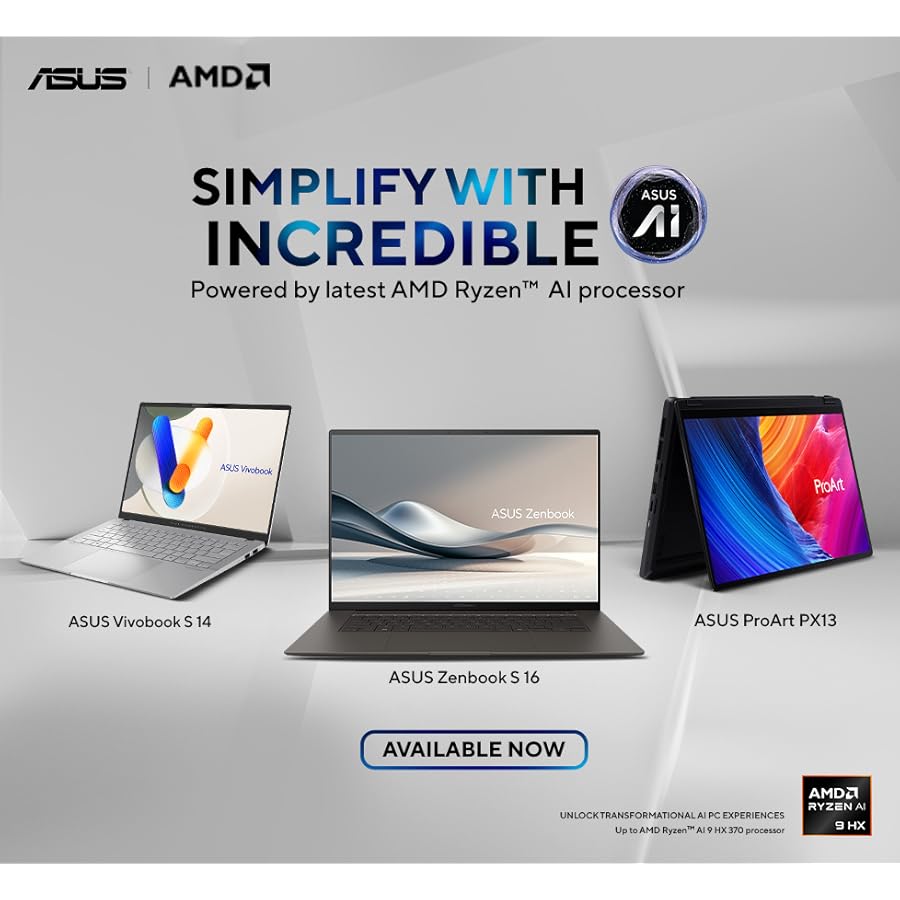 ASUS | AMD
SIMPLIFY WITH
INCREDIBLE
ASUS
Ai
Powered by latest AMD Ryzen™ AI processor
ASUS Vivobook
ASUS Zenbook
ProArt
ASUS Vivobook S 14
ASUS Zenbook S 16
ASUS ProArt PX13
AVAILABLE NOW
UNLOCK TRANSFORMATIONAL AI PC EXPERIENCES
Up to AMD Ryzen™ AI 9 HX 370 processor
AMD
RYZEN AI
9 HX